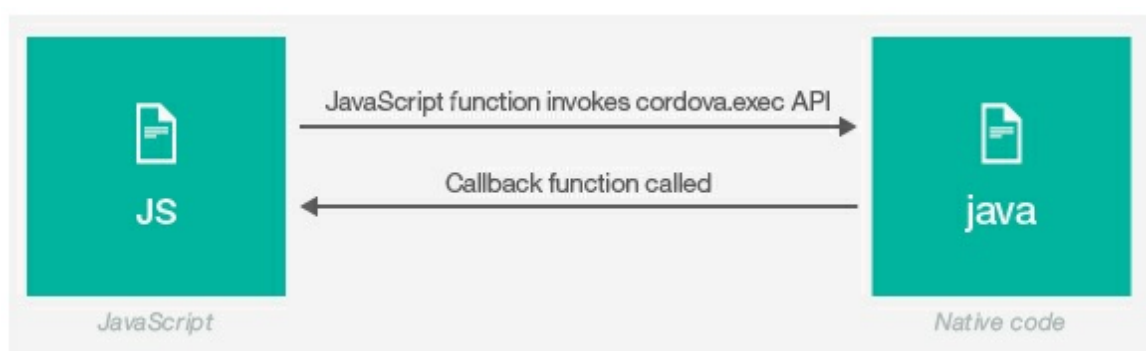 JavaScript function invokes cordova.exec API
Callback function called
JS
java
JavaScript
Native code